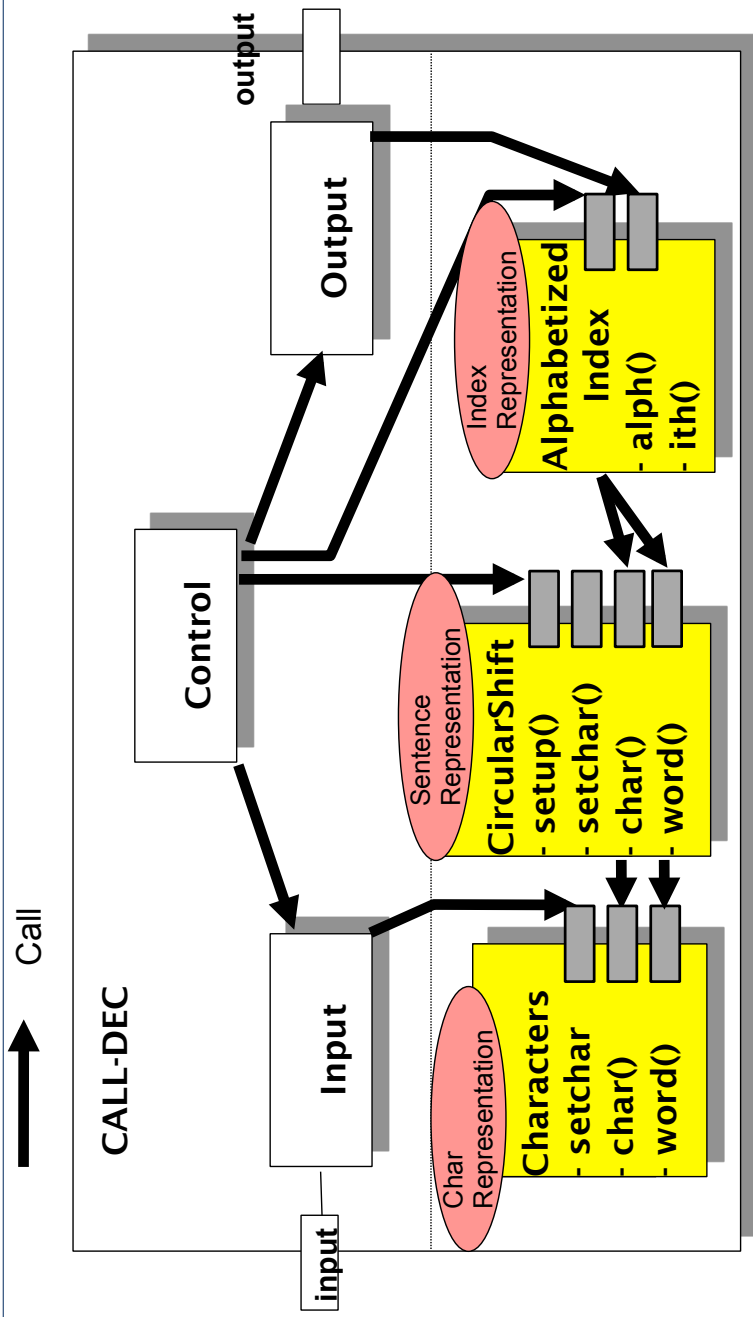 Call
CALL-DEC
Control
input
Input
Output
output
Char
Representation
Characters
- setchar
- char()
- word()
Sentence
Representation
CircularShift
- setup()
- setchar()
- char()
- word()
Index
Representation
Alphabetized
Index
- alph()
- ith()